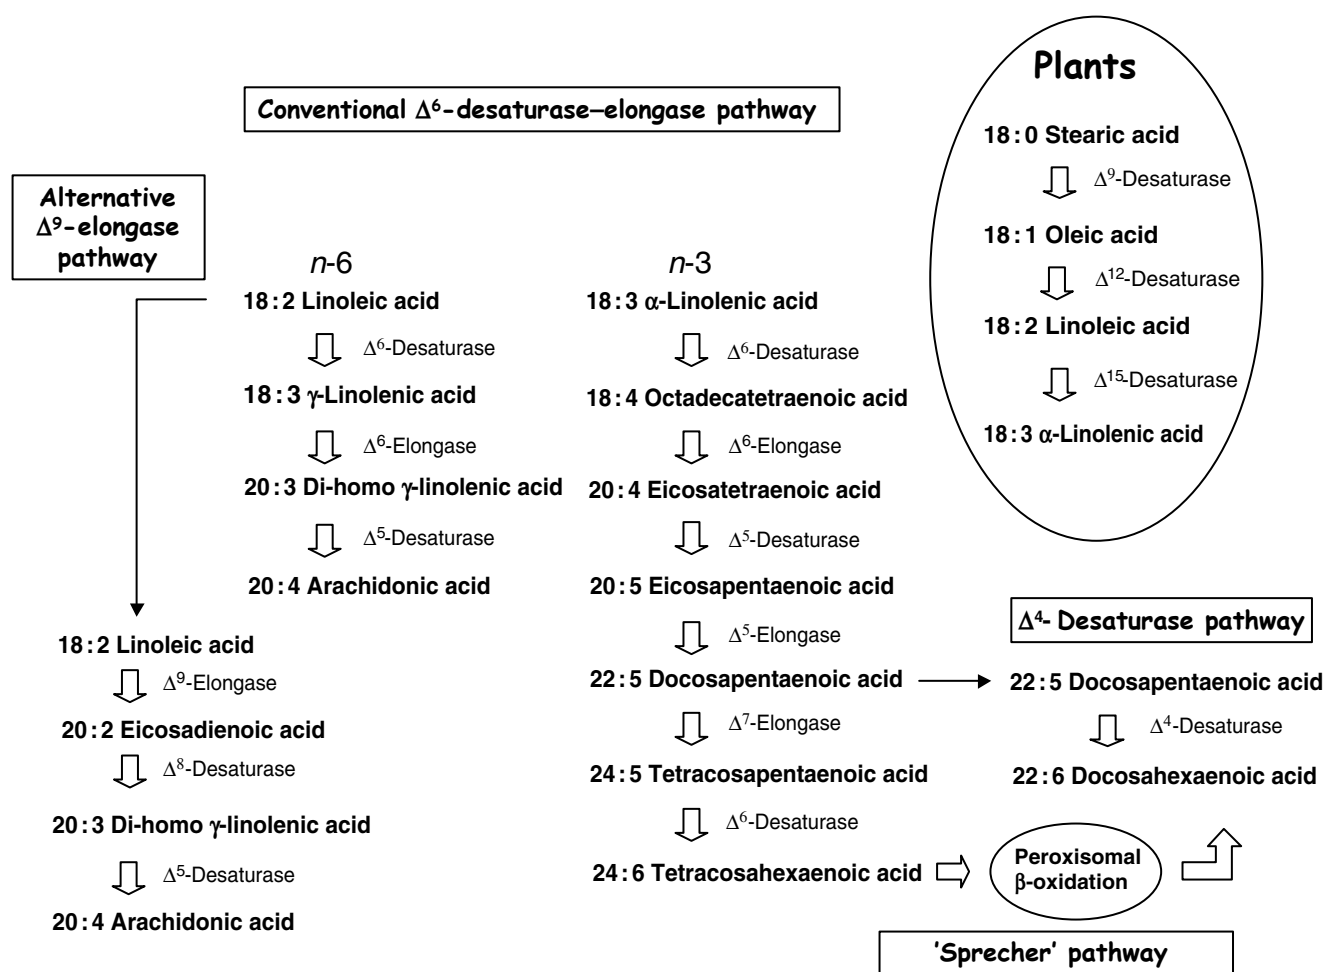 Conventional Δ⁶-desaturase–elongase pathway
Alternative
Δ⁹-elongase
pathway
n-6
18:2 Linoleic acid
Δ⁶-Desaturase
18:3 γ-Linolenic acid
Δ⁶-Elongase
20:3 Di-homo γ-linolenic acid
Δ⁵-Desaturase
20:4 Arachidonic acid
18:2 Linoleic acid
Δ⁹-Elongase
20:2 Eicosadienoic acid
Δ⁸-Desaturase
20:3 Di-homo γ-linolenic acid
Δ⁵-Desaturase
20:4 Arachidonic acid
n-3
18:3 α-Linolenic acid
Δ⁶-Desaturase
18:4 Octadecatetraenoic acid
Δ⁶-Elongase
20:4 Eicosatetraenoic acid
Δ⁵-Desaturase
20:5 Eicosapentaenoic acid
Δ⁵-Elongase
22:5 Docosapentaenoic acid
Δ⁷-Elongase
24:5 Tetracosapentaenoic acid
Δ⁶-Desaturase
24:6 Tetracosahexaenoic acid
Plants
18:0 Stearic acid
Δ⁹-Desaturase
18:1 Oleic acid
Δ¹²-Desaturase
18:2 Linoleic acid
Δ¹⁵-Desaturase
18:3 α-Linolenic acid
Δ⁴- Desaturase pathway
22:5 Docosapentaenoic acid
Δ⁴-Desaturase
22:6 Docosahexaenoic acid
Peroxisomal
β-oxidation
'Sprecher' pathway